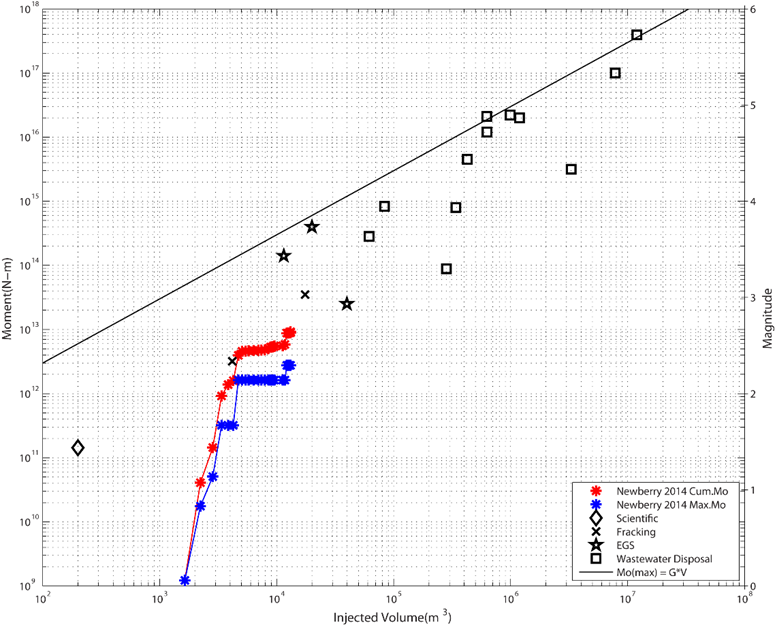 10^18
10^17
10^16
10^15
10^14
10^13
10^12
10^11
10^10
10^9
Moment(N−m)
6
5
4
3
2
1
0
Magnitude
Newberry 2014 Cum.Mo
Newberry 2014 Max.Mo
Scientific
Fracking
EGS
Wastewater Disposal
Mo(max) = G*V
10^2
10^3
10^4
10^5
10^6
10^7
10^8
Injected Volume(m^3)